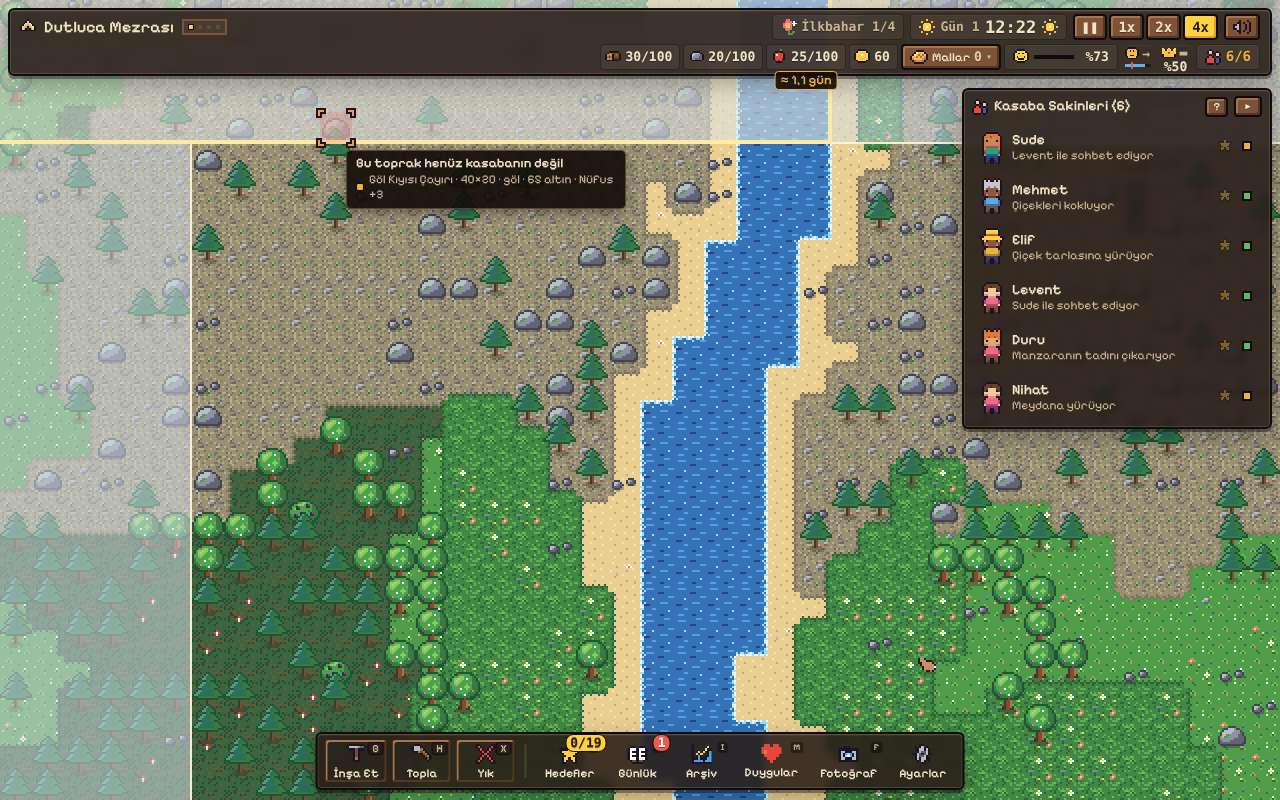 Dutluca Mezrası
İlkbahar 1/4
Gün 1 12:22
1x
2x
4x
30/100
20/100
25/100
60
Mallar 0
%73
%50
6/6
≈ 1,1 gün
Kasaba Sakinleri (6)
?
Sude
Levent ile sohbet ediyor
Mehmet
Çiçekleri kokluyor
Elif
Çiçek tarlasına yürüyor
Levent
Sude ile sohbet ediyor
Duru
Manzaranın tadını çıkarıyor
Nihat
Meydana yürüyor
Bu toprak henüz kasabanın değil
Göl Kıyısı Çayırı · 40×20 · göl · 68 altın · Nüfus
+3
0/19
1
İnşa Et
Topla
H
Yık
X
Hedefler
Günlük
Arşiv
I
Duygular
M
Fotoğraf
F
Ayarlar